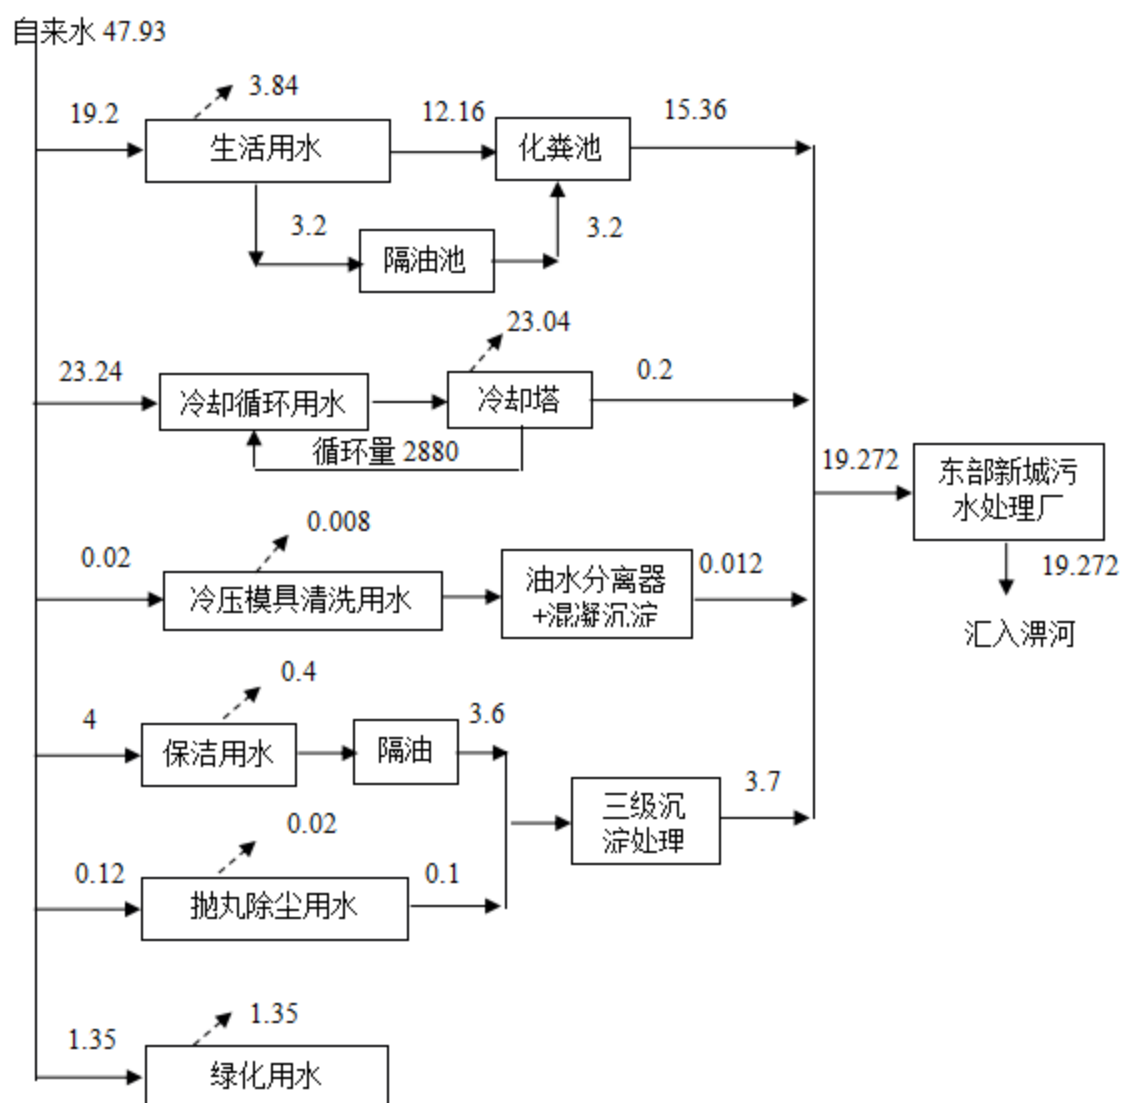 自来水 47.93
3.84
19.2
生活用水
12.16
化粪池
15.36
3.2
隔油池
3.2
23.04
23.24
冷却循环用水
冷却塔
0.2
循环量 2880
19.272
东部新城污
水处理厂
19.272
汇入淠河
0.008
0.02
冷压模具清洗用水
油水分离器
+混凝沉淀
0.012
0.4
4
保洁用水
隔油
3.6
三级沉
淀处理
3.7
0.02
0.12
抛丸除尘用水
0.1
1.35
1.35
绿化用水